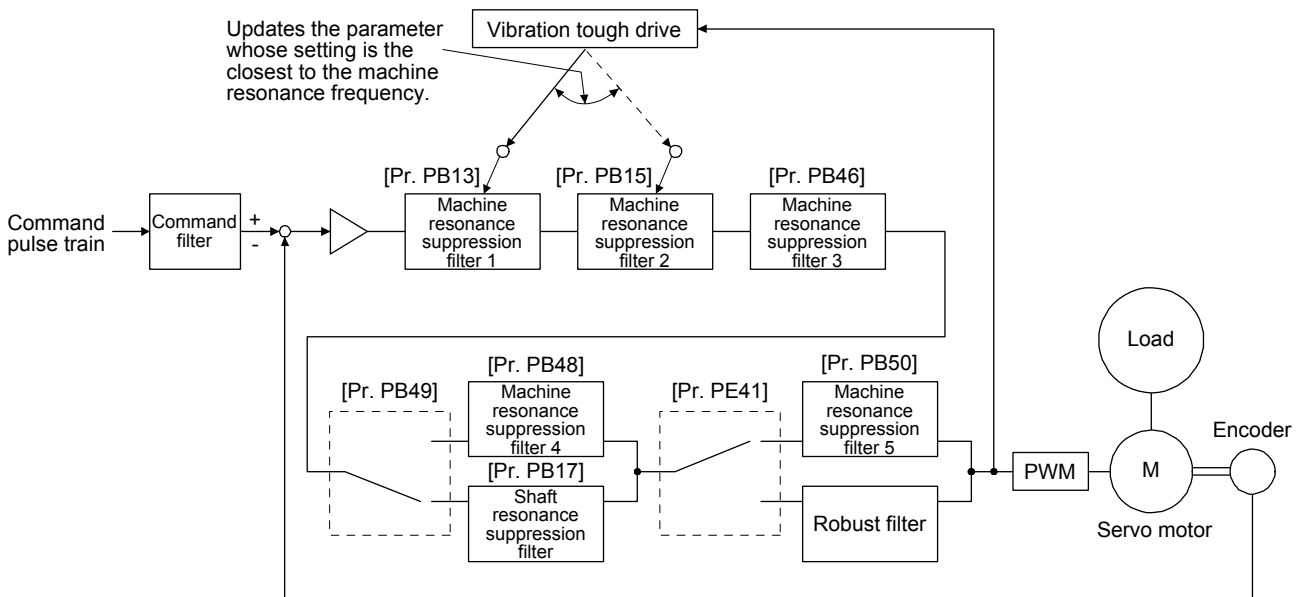 Updates the parameter
whose setting is the
closest to the machine
resonance frequency.
Vibration tough drive
[Pr. PB13]
[Pr. PB15]
[Pr. PB46]
Command
pulse train
Command
filter
+
-
Machine
resonance
suppression
filter 1
Machine
resonance
suppression
filter 2
Machine
resonance
suppression
filter 3
Load
[Pr. PB49]
[Pr. PB48]
Machine
resonance
suppression
filter 4
[Pr. PB17]
Shaft
resonance
suppression
filter
[Pr. PE41]
[Pr. PB50]
Machine
resonance
suppression
filter 5
Robust filter
PWM
M
Servo motor
Encoder